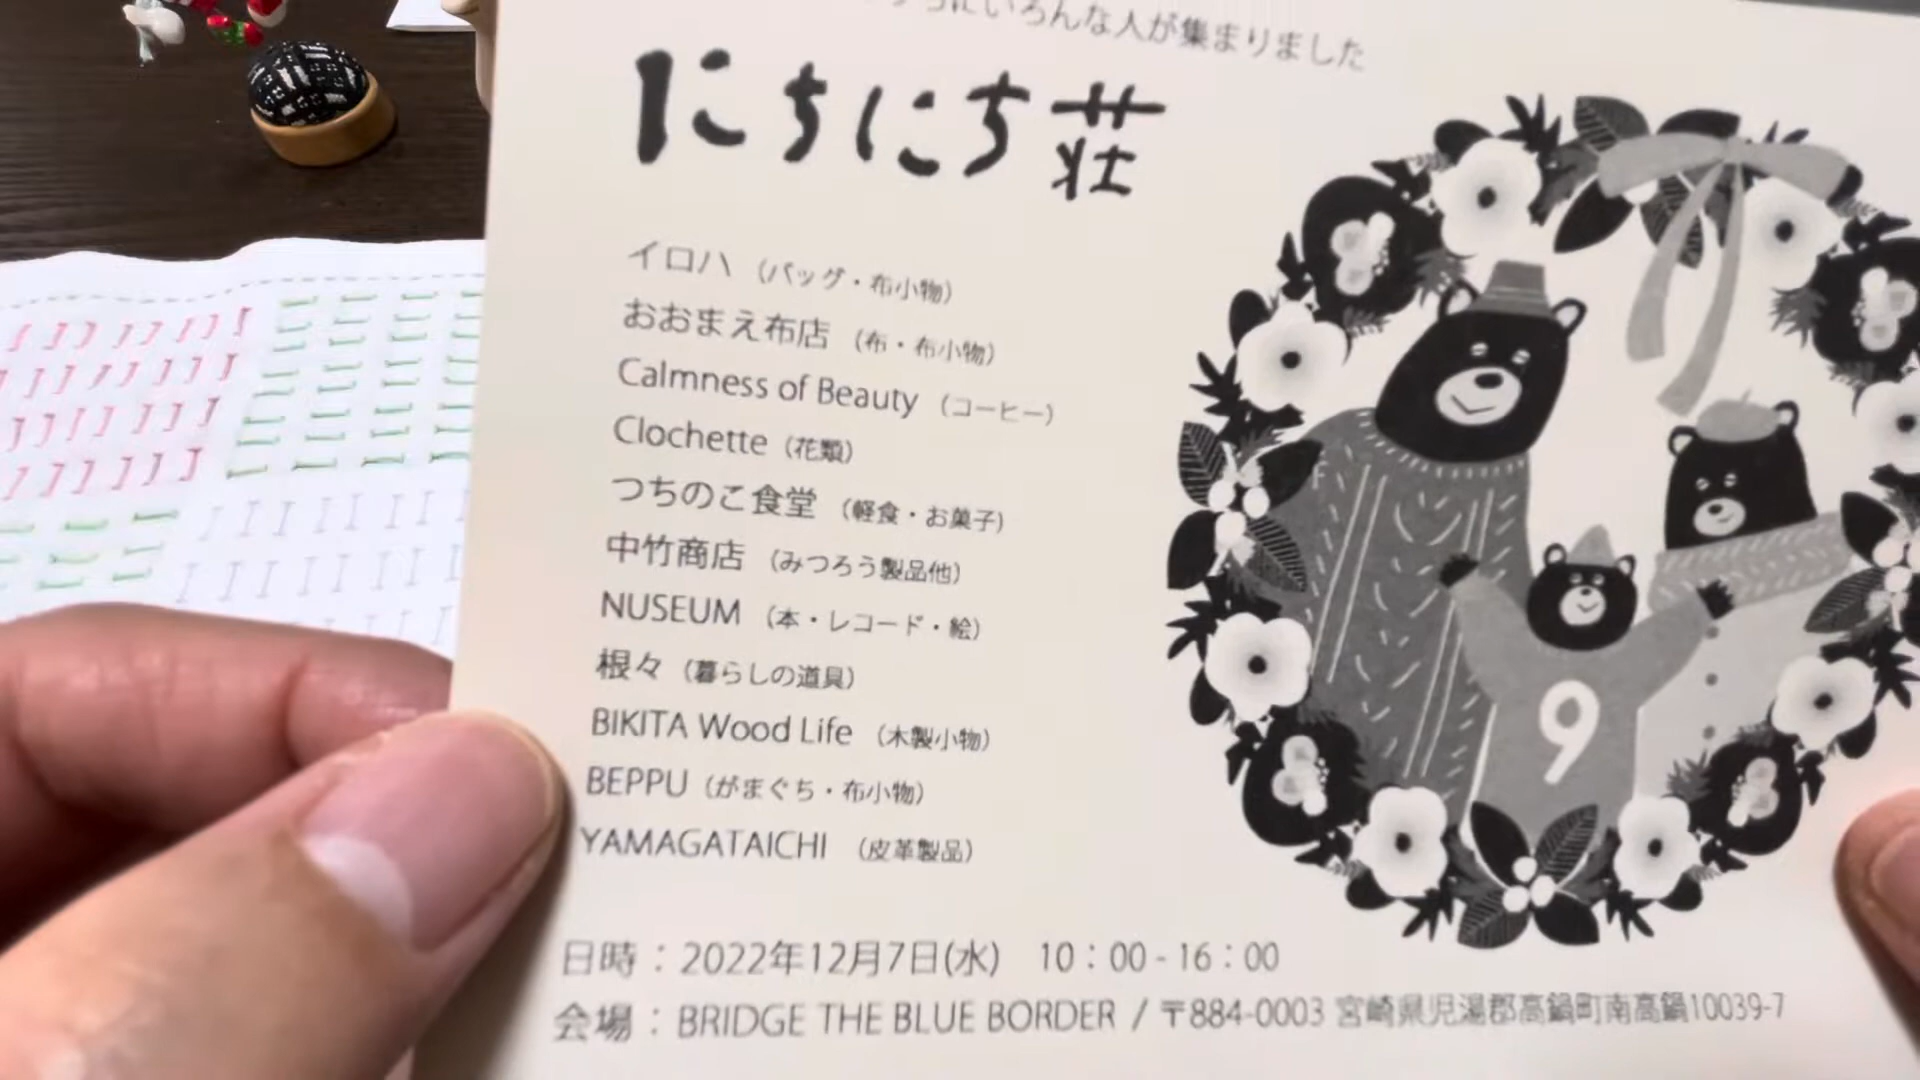 にいろんな人が集まりました
にちにち荘
イロハ （バッグ・布小物）
おおまえ布店 （布・布小物）
Calmness of Beauty （コーヒー）
Clochette （花類）
つちのこ食堂 （軽食・お菓子）
中竹商店 （みつろう製品他）
NUSEUM （本・レコード・絵）
根々 （暮らしの道具）
BIKITA Wood Life （木製小物）
BEPPU （がまぐち・布小物）
YAMAGATAICHI （皮革製品）
9
日時：2022年12月7日(水) 10：00-16：00
会場：BRIDGE THE BLUE BORDER / 〒884-0003 宮崎県児湯郡高鍋町南高鍋10039-7